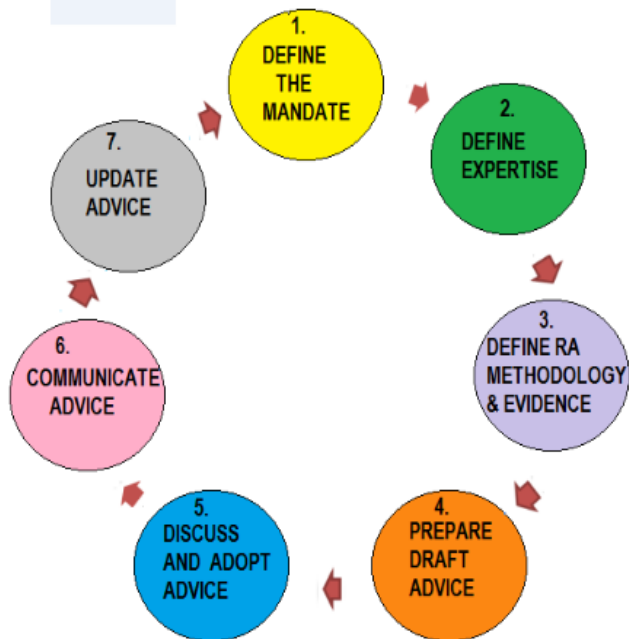 1.
DEFINE
THE
MANDATE
2.
DEFINE
EXPERTISE
3.
DEFINE RA
METHODOLOGY
& EVIDENCE
4.
PREPARE
DRAFT
ADVICE
5.
DISCUSS
AND ADOPT
ADVICE
6.
COMMUNICATE
ADVICE
7.
UPDATE
ADVICE